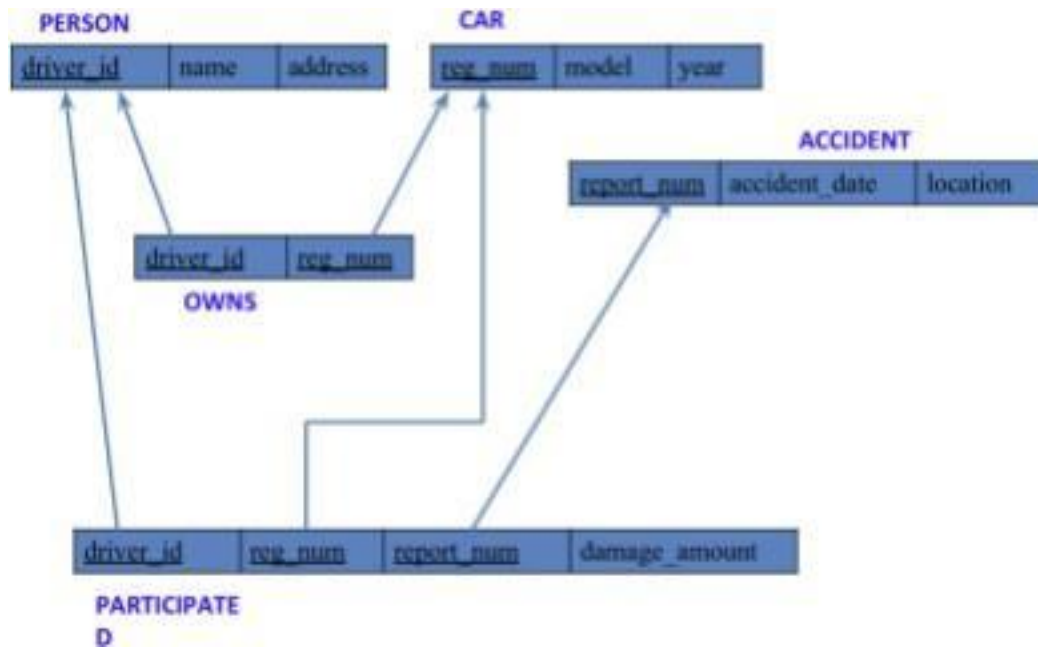 PERSON
CAR
driver_id name address
reg_num model year
ACCIDENT
report_num accident_date location
driver_id reg_num
OWNS
driver_id reg_num report_num damage_amount
PARTICIPATE
D